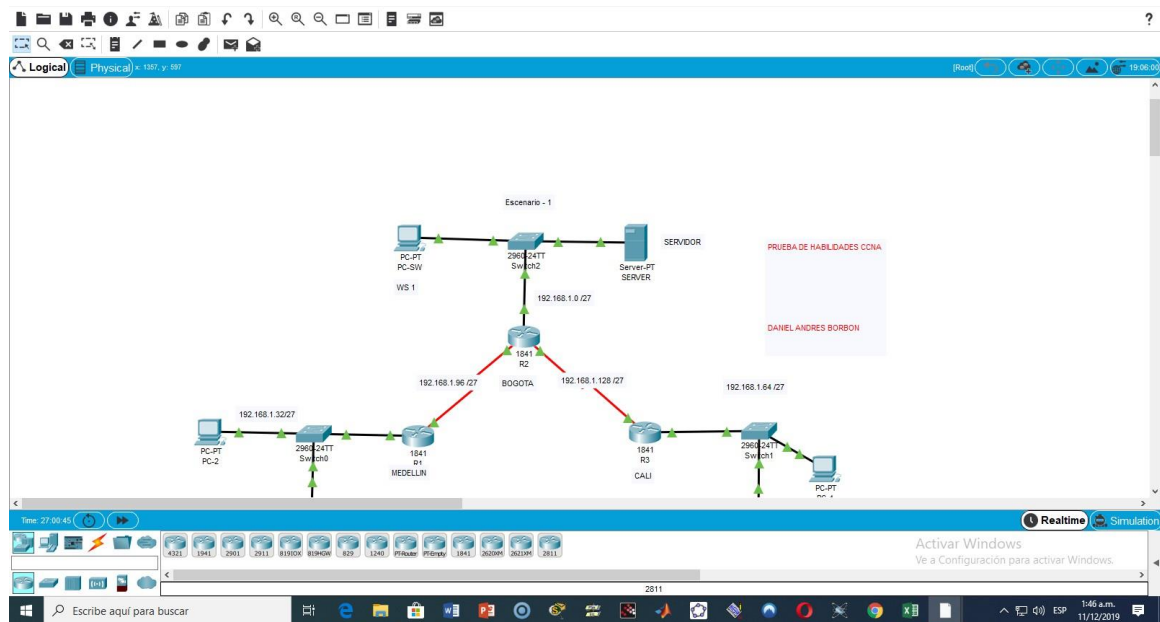 ?
Logical
Physical
x: 1357, y: 597
[Root]
19:06:00
Escenario - 1
PC-PT
PC-SW
WS 1
2960-24TT
Switch2
Server-PT
SERVER
SERVIDOR
PRUEBA DE HABILIDADES CCNA
DANIEL ANDRES BORBON
192.168.1.0 /27
1841
R2
BOGOTA
192.168.1.96 /27
192.168.1.128 /27
192.168.1.64 /27
192.168.1.32/27
PC-PT
PC-2
2960-24TT
Switch0
1841
R1
MEDELLIN
1841
R3
CALI
2960-24TT
Switch1
PC-PT
Time: 27:00:45
Realtime
Simulation
4321
1941
2901
2911
819IOX
819HGW
829
1240
PT-Router
PT-Empty
1841
2620XM
2621XM
2811
Activar Windows
Ve a Configuración para activar Windows.
2811
Escribe aquí para buscar
ESP
1:46 a.m.
11/12/2019